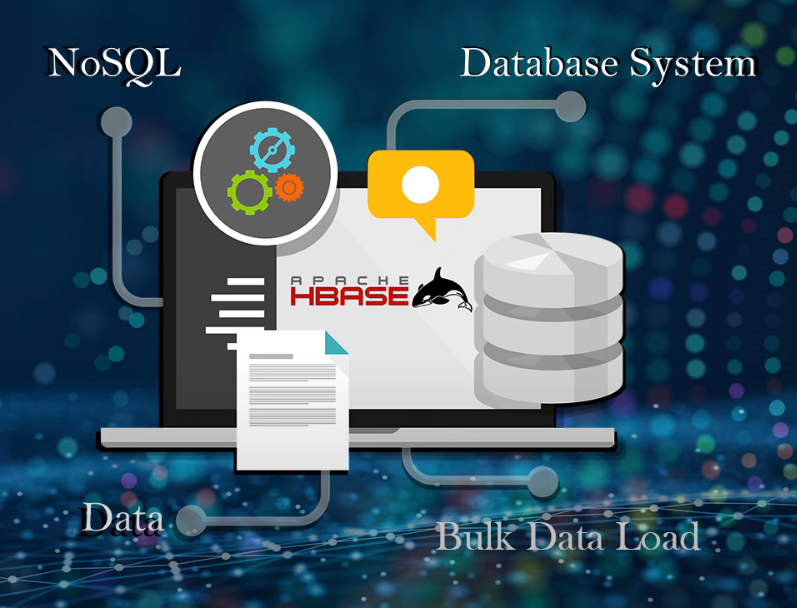 NoSQL
Database System
APACHE
HBASE
Data
Bulk Data Load